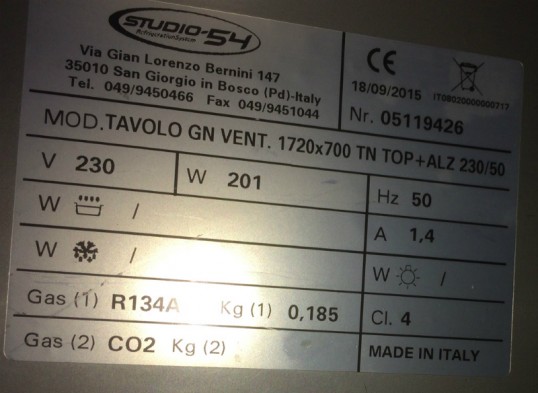 STUDIO-54
Refrigeration System
Via Gian Lorenzo Bernini 147
35010 San Giorgio in Bosco (Pd)-Italy
Tel. 049/9450466 Fax 049/9451044
CE
18/09/2015 IT08020000000717
Nr. 05119426
MOD.TAVOLO GN VENT. 1720x700 TN TOP+ALZ 230/50
V 230 W 201 Hz 50
W / A 1,4
W / W /
Gas (1) R134A Kg (1) 0,185 Cl. 4
Gas (2) CO2 Kg (2) MADE IN ITALY